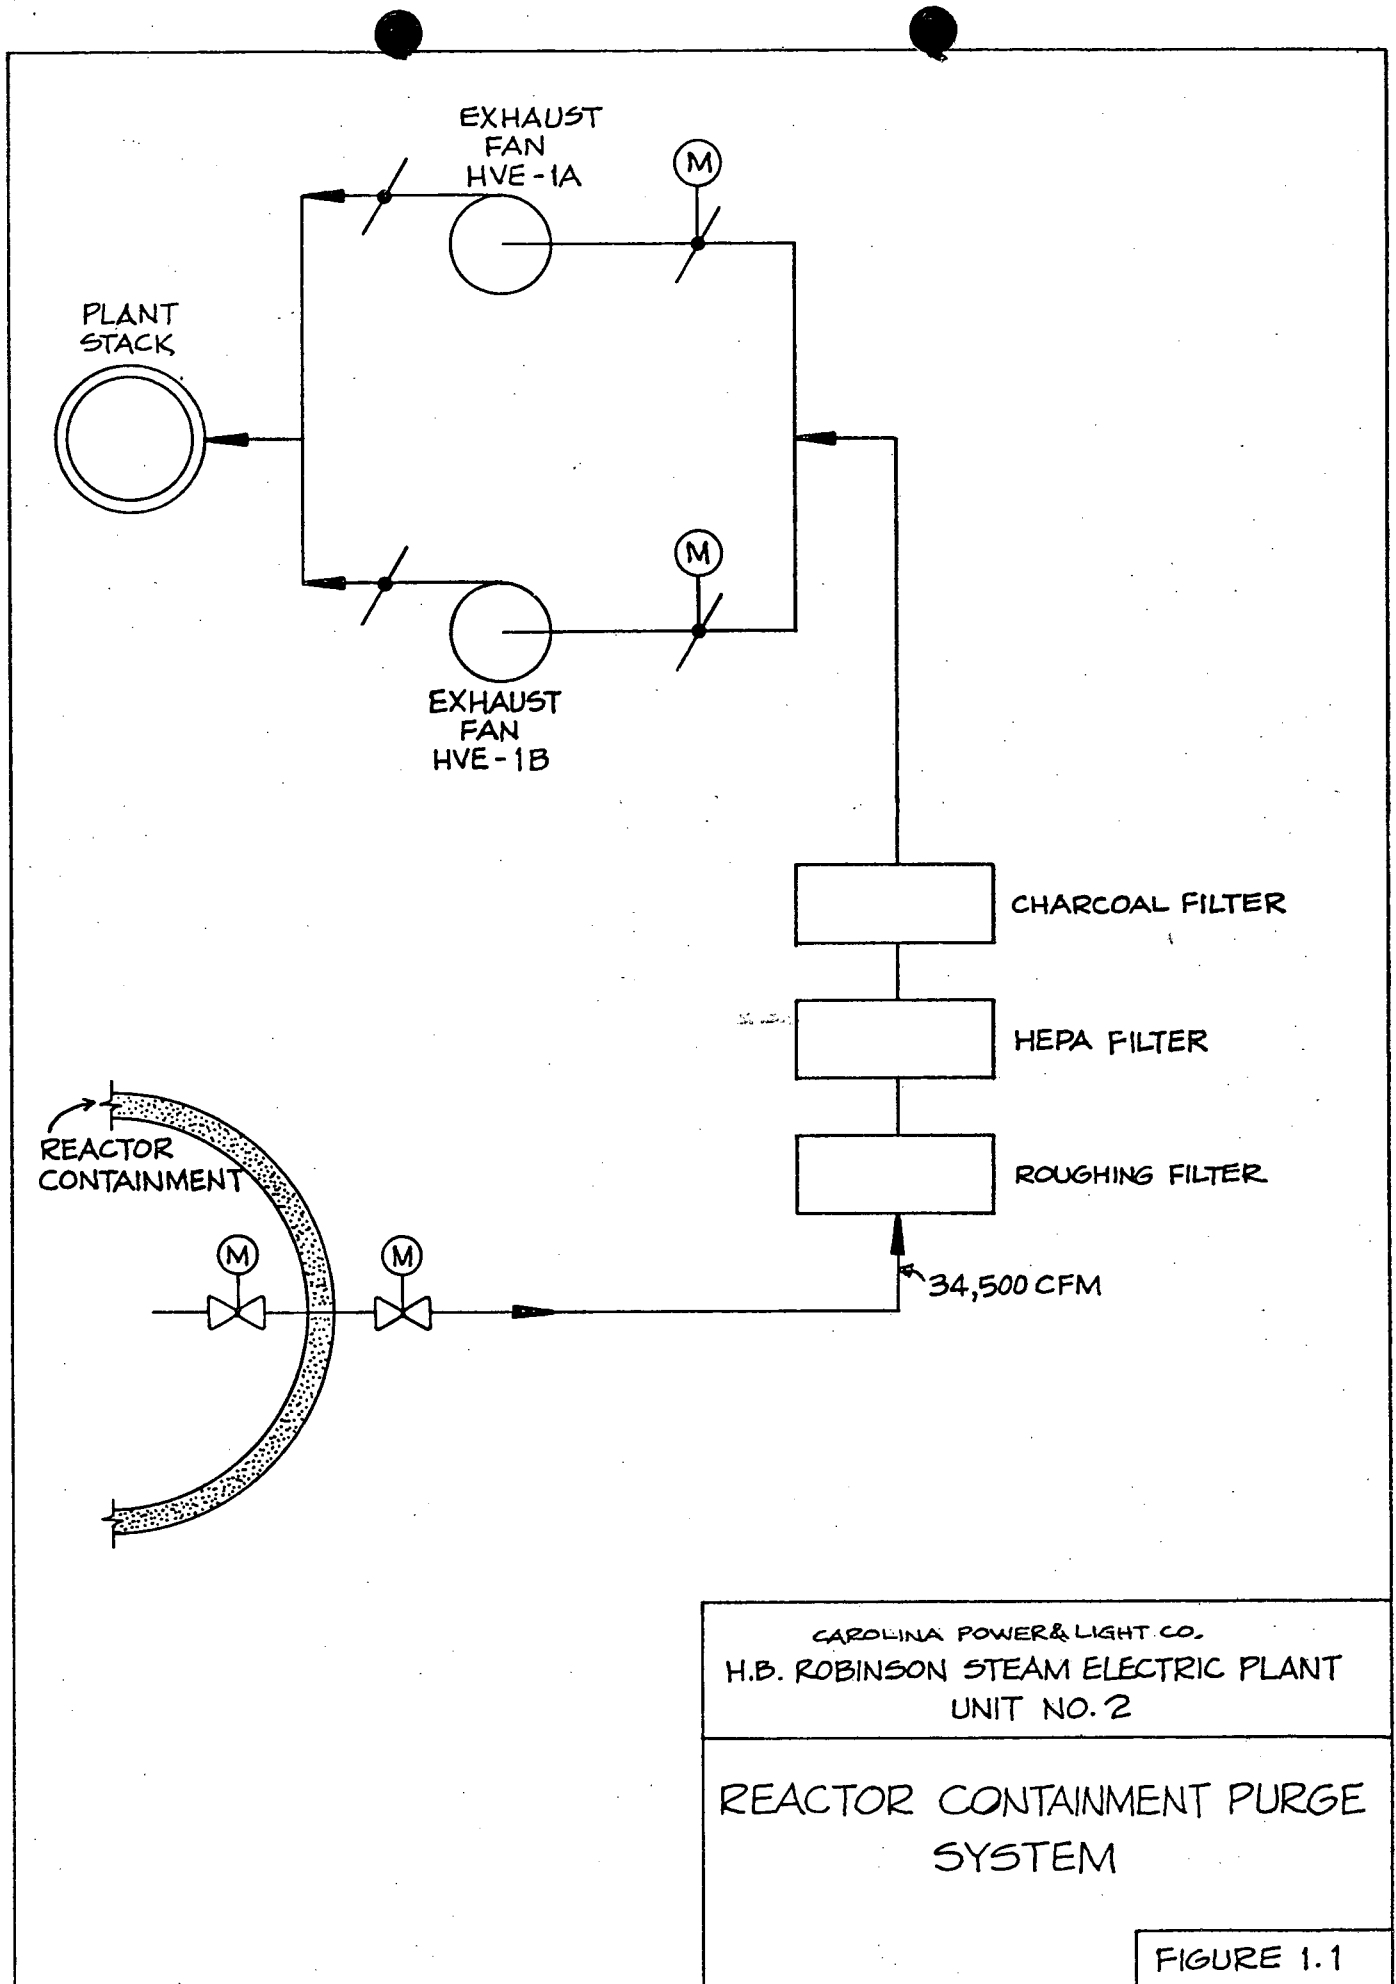 EXHAUST
FAN
HVE-1A
M
PLANT
STACK
M
EXHAUST
FAN
HVE-1B
CHARCOAL FILTER
HEPA FILTER
REACTOR
CONTAINMENT
ROUGHING FILTER
M
M
34,500 CFM
CAROLINA POWER & LIGHT CO.
H.B. ROBINSON STEAM ELECTRIC PLANT
UNIT NO. 2
REACTOR CONTAINMENT PURGE
SYSTEM
FIGURE 1.1